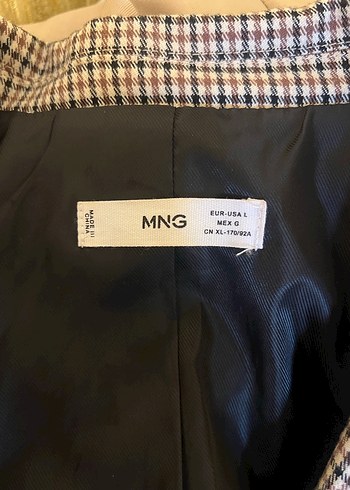 MADE IN
CHINA
MNG
EUR-USA L
MEX G
CN XL-170/92A